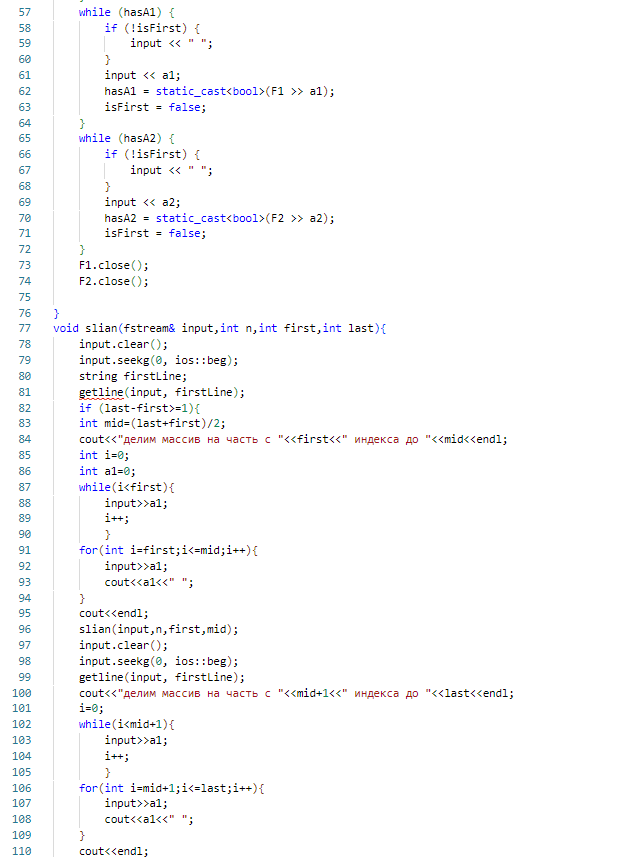 57 while (hasA1) {
58 if (!isFirst) {
59 input << " ";
60 }
61 input << a1;
62 hasA1 = static_cast<bool>(F1 >> a1);
63 isFirst = false;
64 }
65 while (hasA2) {
66 if (!isFirst) {
67 input << " ";
68 }
69 input << a2;
70 hasA2 = static_cast<bool>(F2 >> a2);
71 isFirst = false;
72 }
73 F1.close();
74 F2.close();
75
76 }
77 void slian(fstream& input,int n,int first,int last){
78 input.clear();
79 input.seekg(0, ios::beg);
80 string firstLine;
81 getline(input, firstLine);
82 if (last-first>=1){
83 int mid=(last+first)/2;
84 cout<<"делим массив на часть с "<<first<<" индекса до "<<mid<<endl;
85 int i=0;
86 int a1=0;
87 while(i<first){
88 input>>a1;
89 i++;
90 }
91 for(int i=first;i<=mid;i++){
92 input>>a1;
93 cout<<a1<<" ";
94 }
95 cout<<endl;
96 slian(input,n,first,mid);
97 input.clear();
98 input.seekg(0, ios::beg);
99 getline(input, firstLine);
100 cout<<"делим массив на часть с "<<mid+1<<" индекса до "<<last<<endl;
101 i=0;
102 while(i<mid+1){
103 input>>a1;
104 i++;
105 }
106 for(int i=mid+1;i<=last;i++){
107 input>>a1;
108 cout<<a1<<" ";
109 }
110 cout<<endl;